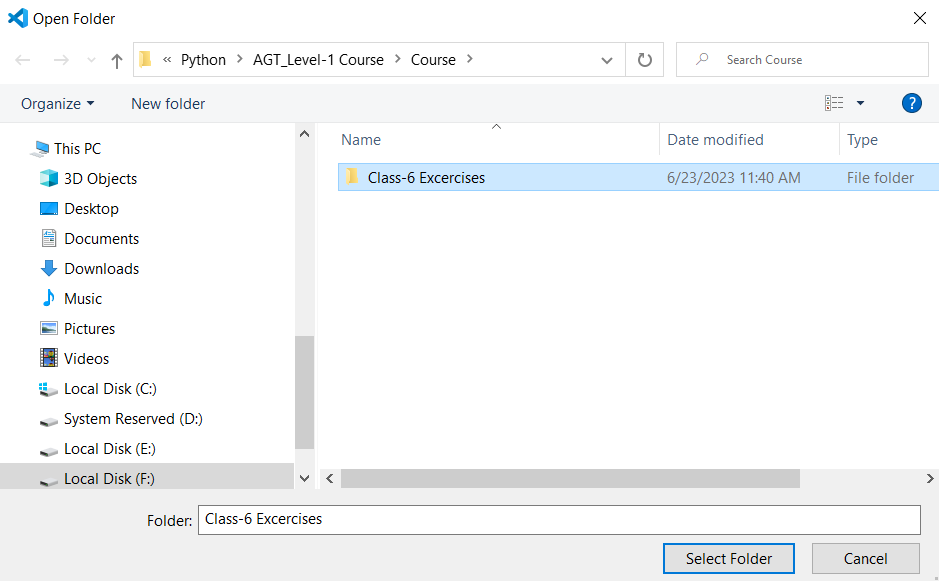 Open Folder
« Python > AGT_Level-1 Course > Course >
Search Course
Organize
New folder
?
Name
Date modified
Type
This PC
3D Objects
Desktop
Documents
Downloads
Music
Pictures
Videos
Local Disk (C:)
System Reserved (D:)
Local Disk (E:)
Local Disk (F:)
Class-6 Excercises
6/23/2023 11:40 AM
File folder
Folder:
Class-6 Excercises
Select Folder
Cancel